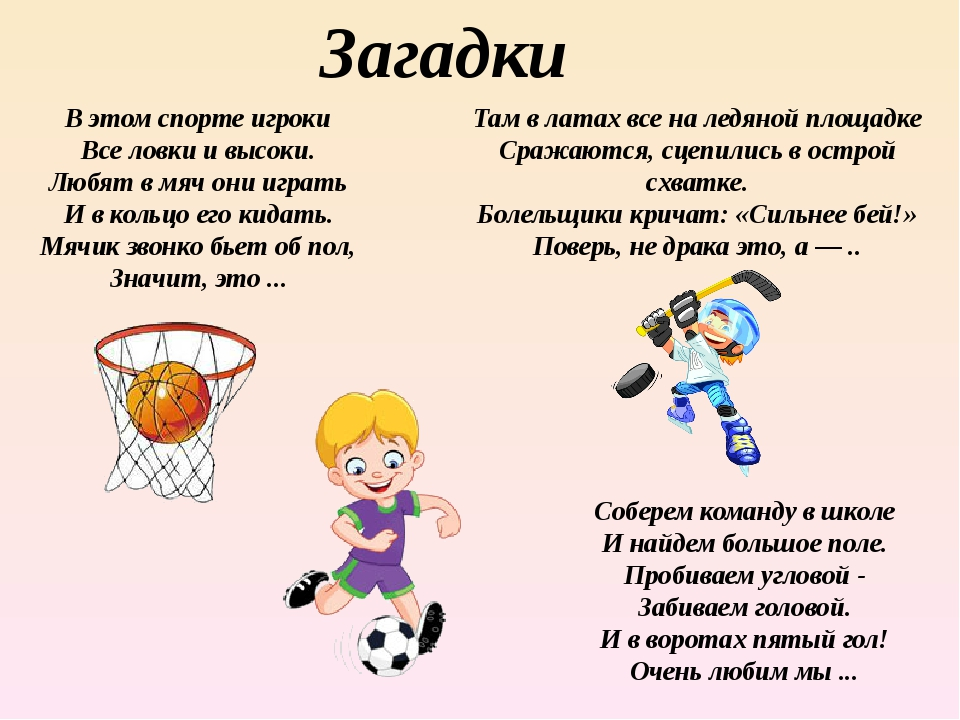 Загадки
В этом спорте игроки
Все ловки и высоки.
Любят в мяч они играть
И в кольцо его кидать.
Мячик звонко бьет об пол,
Значит, это ...
Там в латах все на ледяной площадке
Сражаются, сцепились в острой
схватке.
Болельщики кричат: «Сильнее бей!»
Поверь, не драка это, а — ..
Соберем команду в школе
И найдем большое поле.
Пробиваем угловой -
Забиваем головой.
И в воротах пятый гол!
Очень любим мы ...